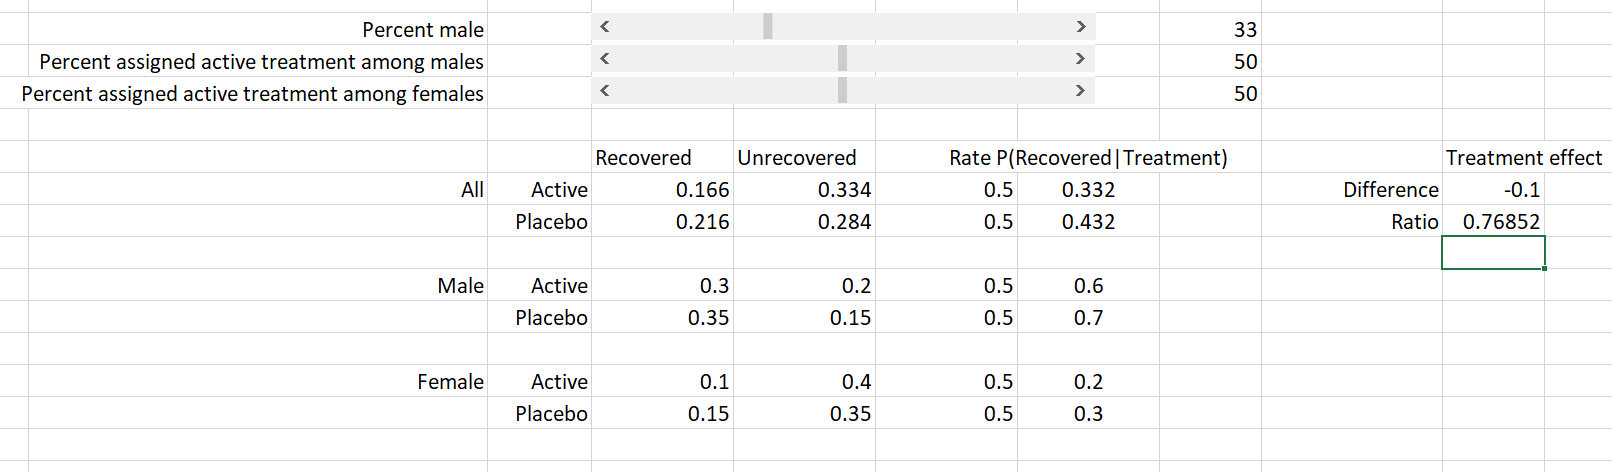 Percent male < > 33
Percent assigned active treatment among males < > 50
Percent assigned active treatment among females < > 50
Recovered Unrecovered Rate P(Recovered|Treatment) Treatment effect
All Active 0.166 0.334 0.5 0.332 Difference -0.1
Placebo 0.216 0.284 0.5 0.432 Ratio 0.76852
Male Active 0.3 0.2 0.5 0.6
Placebo 0.35 0.15 0.5 0.7
Female Active 0.1 0.4 0.5 0.2
Placebo 0.15 0.35 0.5 0.3